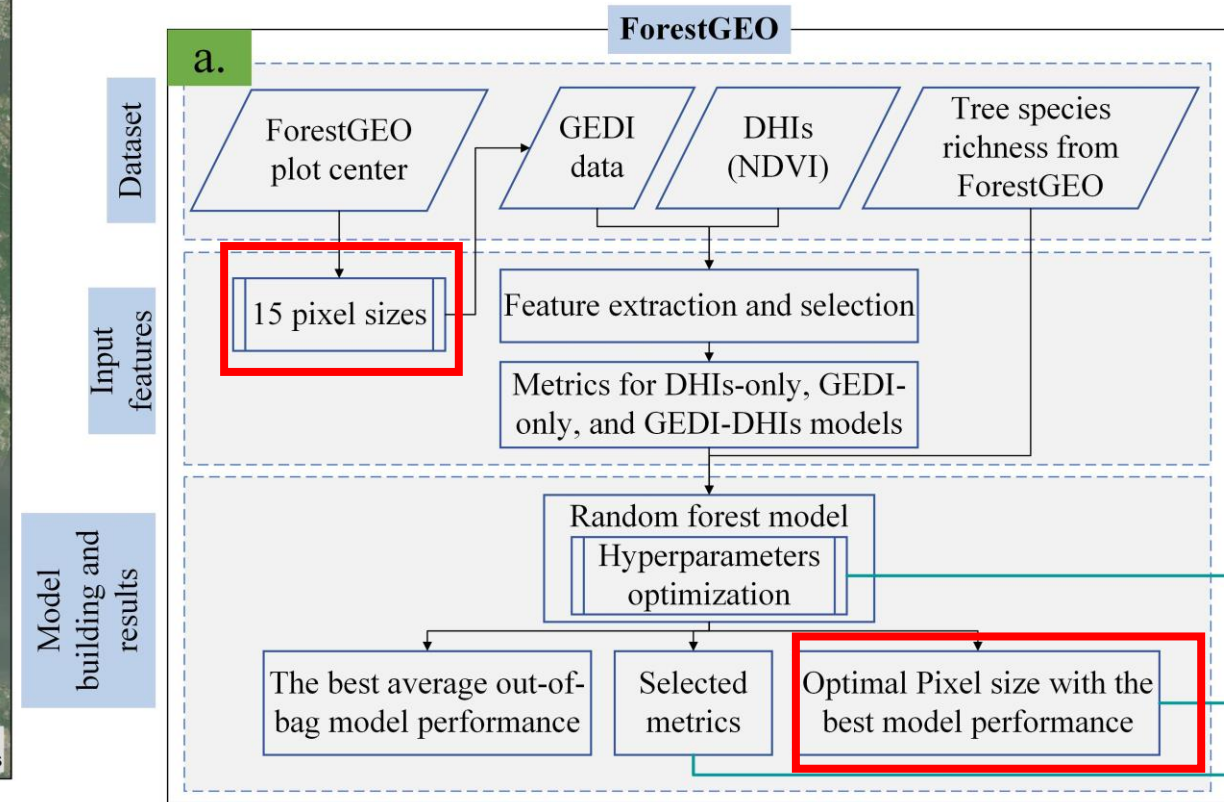 ForestGEO
a.
Dataset
ForestGEO
plot center
GEDI
data
DHIs
(NDVI)
Tree species
richness from
ForestGEO
Input
features
15 pixel sizes
Feature extraction and selection
Metrics for DHIs-only, GEDI-
only, and GEDI-DHIs models
Model
building and
results
Random forest model
Hyperparameters
optimization
The best average out-of-
bag model performance
Selected
metrics
Optimal Pixel size with the
best model performance